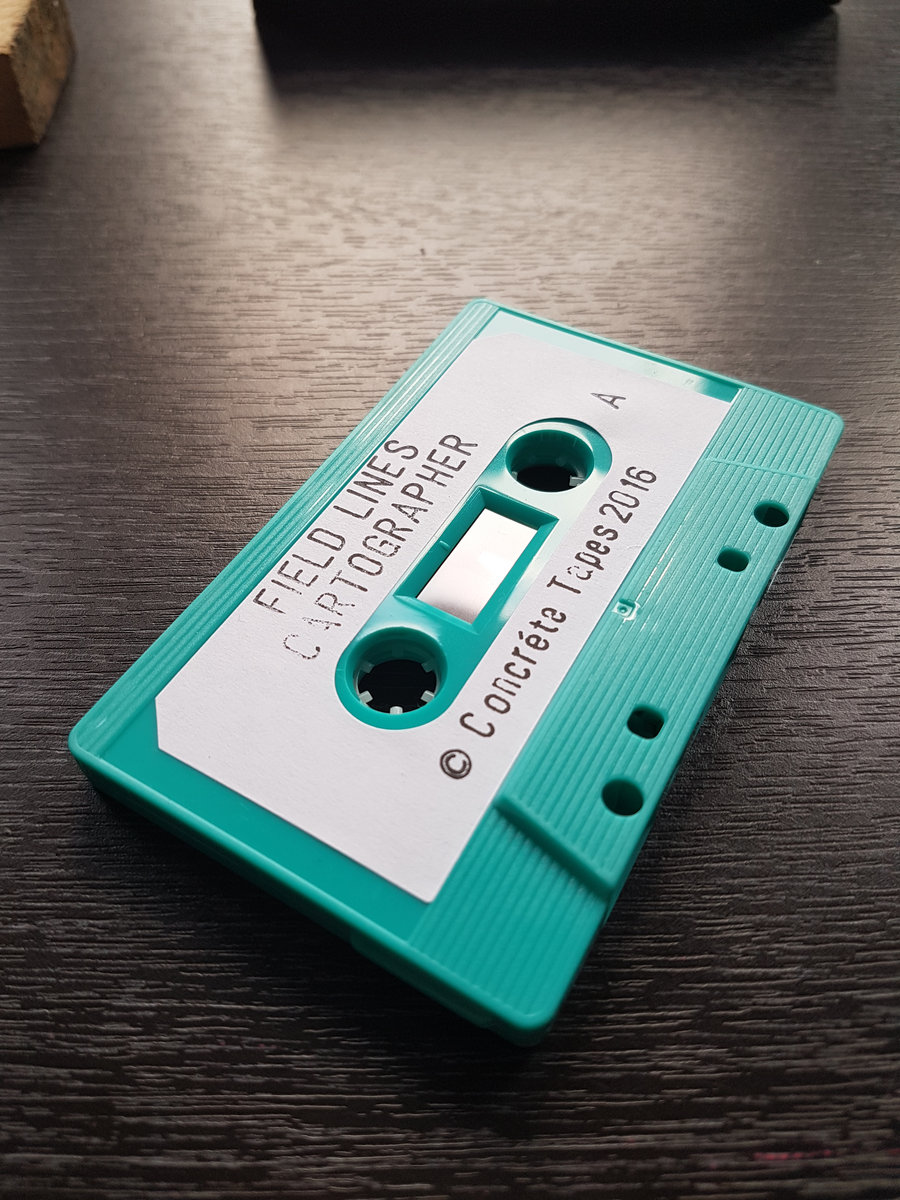 FIELD LINES
CARTOGRAPHER
A
© Concréte Tapes 2016